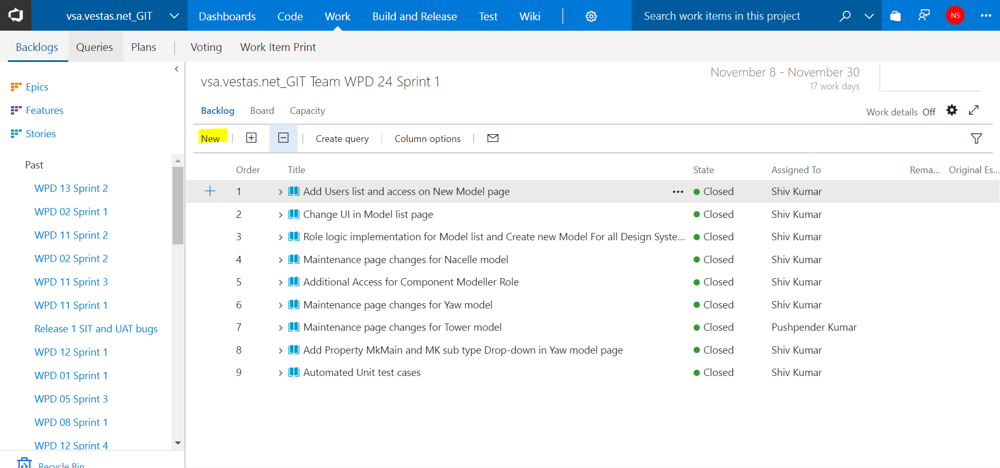 vsa.vestas.net_GIT Dashboards Code Work Build and Release Test Wiki Search work items in this project NS
Backlogs Queries Plans Voting Work Item Print
Epics
Features
Stories
Past
WPD 13 Sprint 2
WPD 02 Sprint 1
WPD 11 Sprint 2
WPD 02 Sprint 2
WPD 11 Sprint 3
WPD 11 Sprint 1
Release 1 SIT and UAT bugs
WPD 12 Sprint 1
WPD 01 Sprint 1
WPD 05 Sprint 3
WPD 08 Sprint 1
WPD 12 Sprint 4
Recycle Bin
vsa.vestas.net_GIT Team WPD 24 Sprint 1
November 8 - November 30
17 work days
Backlog Board Capacity
Work details Off
New Create query Column options
Order Title State Assigned To Rema... Original Es...
1 Add Users list and access on New Model page ... Closed Shiv Kumar
2 Change UI in Model list page Closed Shiv Kumar
3 Role logic implementation for Model list and Create new Model For all Design Syste... Closed Shiv Kumar
4 Maintenance page changes for Nacelle model Closed Shiv Kumar
5 Additional Access for Component Modeller Role Closed Shiv Kumar
6 Maintenance page changes for Yaw model Closed Shiv Kumar
7 Maintenance page changes for Tower model Closed Pushpender Kumar
8 Add Property MkMain and MK sub type Drop-down in Yaw model page Closed Shiv Kumar
9 Automated Unit test cases Closed Shiv Kumar